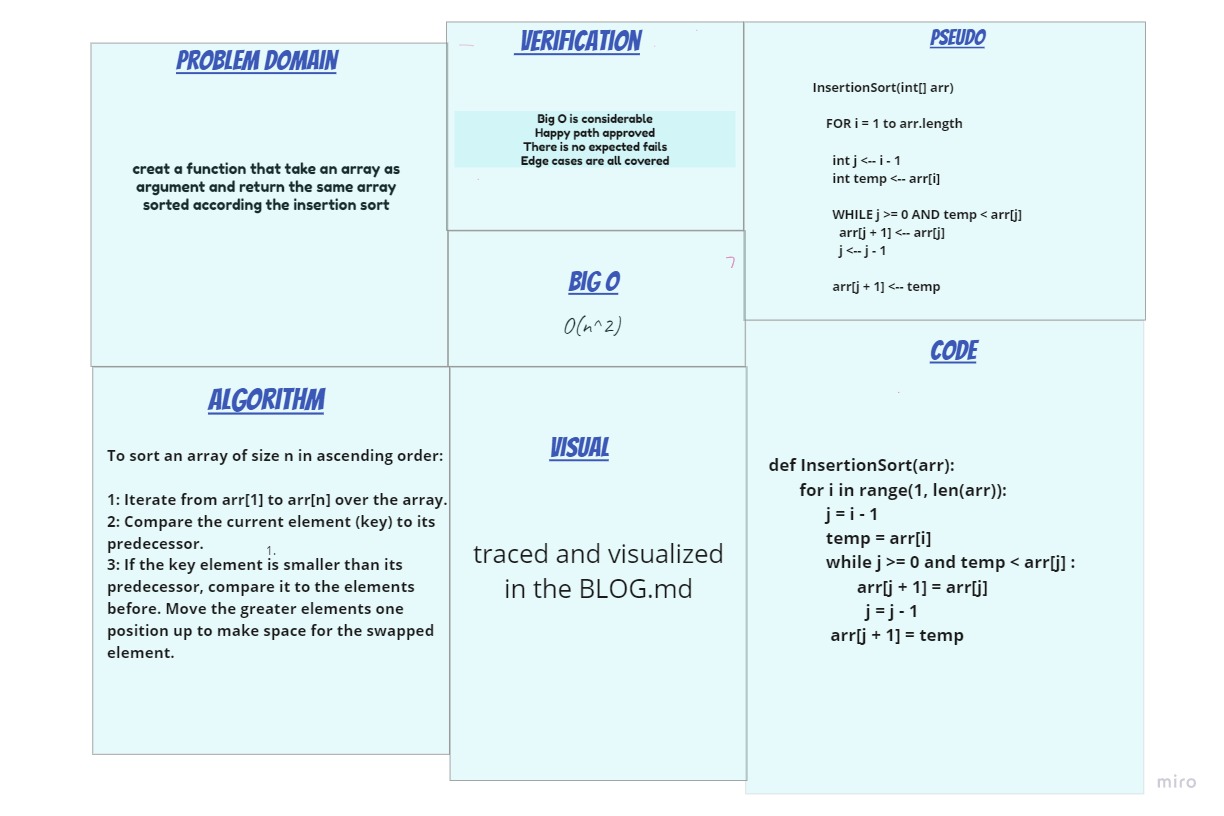 PROBLEM DOMAIN
creat a function that take an array as
argument and return the same array
sorted according the insertion sort
VERIFICATION
Big O is considerable
Happy path approved
There is no expected fails
Edge cases are all covered
BIG O
O(n^2)
PSEUDO
InsertionSort(int[] arr)
FOR i = 1 to arr.length
int j <-- i - 1
int temp <-- arr[i]
WHILE j >= 0 AND temp < arr[j]
arr[j + 1] <-- arr[j]
j <-- j - 1
arr[j + 1] <-- temp
ALGORITHM
To sort an array of size n in ascending order:
1: Iterate from arr[1] to arr[n] over the array.
2: Compare the current element (key) to its
predecessor.
1.
3: If the key element is smaller than its
predecessor, compare it to the elements
before. Move the greater elements one
position up to make space for the swapped
element.
VISUAL
traced and visualized
in the BLOG.md
CODE
def InsertionSort(arr):
for i in range(1, len(arr)):
j = i - 1
temp = arr[i]
while j >= 0 and temp < arr[j] :
arr[j + 1] = arr[j]
j = j - 1
arr[j + 1] = temp
miro